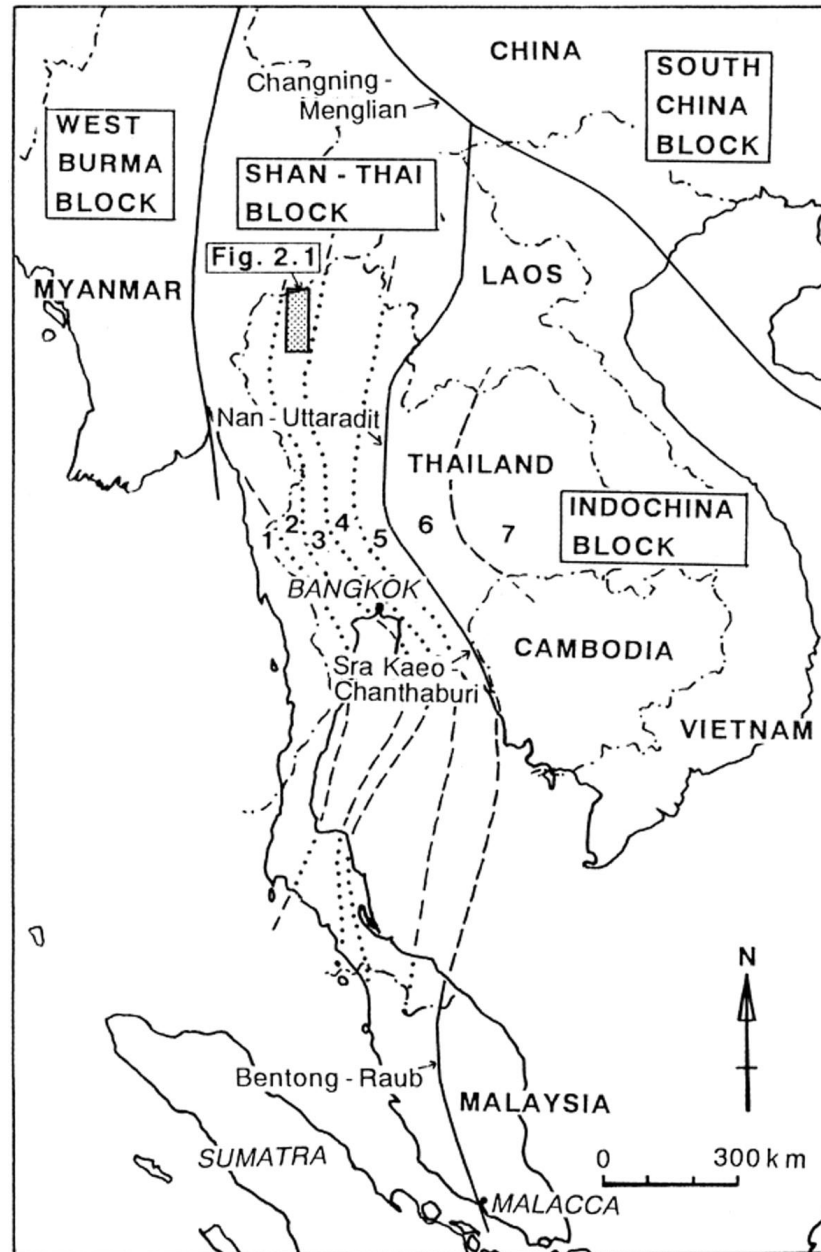 CHINA
Changning -
Menglian
SOUTH
CHINA
BLOCK
WEST
BURMA
BLOCK
SHAN - THAI
BLOCK
Fig. 2.1
LAOS
MYANMAR
Nan - Uttaradit
THAILAND
INDOCHINA
BLOCK
1 2 3 4 5 6 7
BANGKOK
CAMBODIA
Sra Kaeo -
Chanthaburi
VIETNAM
N
Bentong - Raub
MALAYSIA
SUMATRA
0 300 km
MALACCA